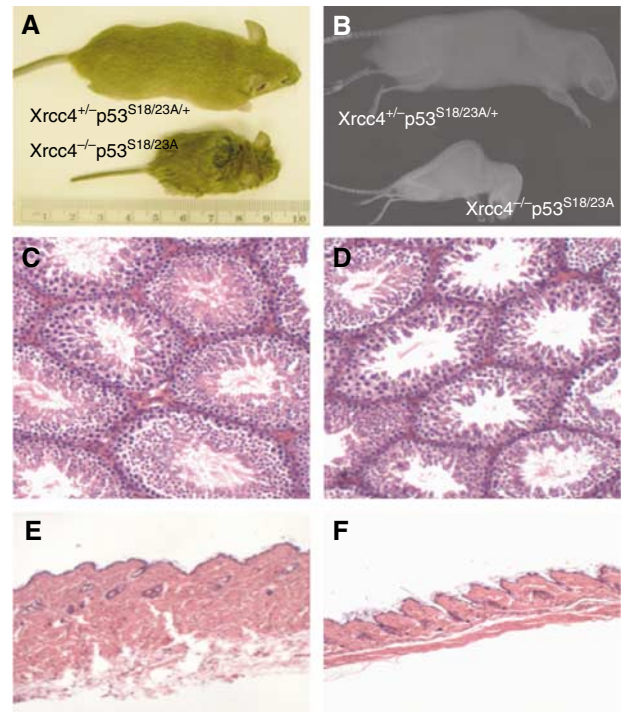 A
Xrcc4+/–p53S18/23A/+
Xrcc4–/–p53S18/23A
1 2 3 4 5 6 7 8 9 10
B
Xrcc4+/–p53S18/23A/+
Xrcc4–/–p53S18/23A
C
D
E
F